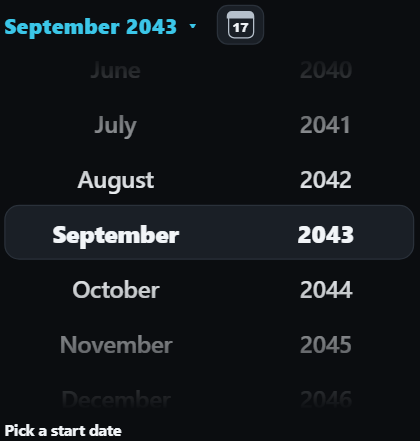 September 2043
17
June 2040
July 2041
August 2042
September 2043
October 2044
November 2045
December 2046
Pick a start date